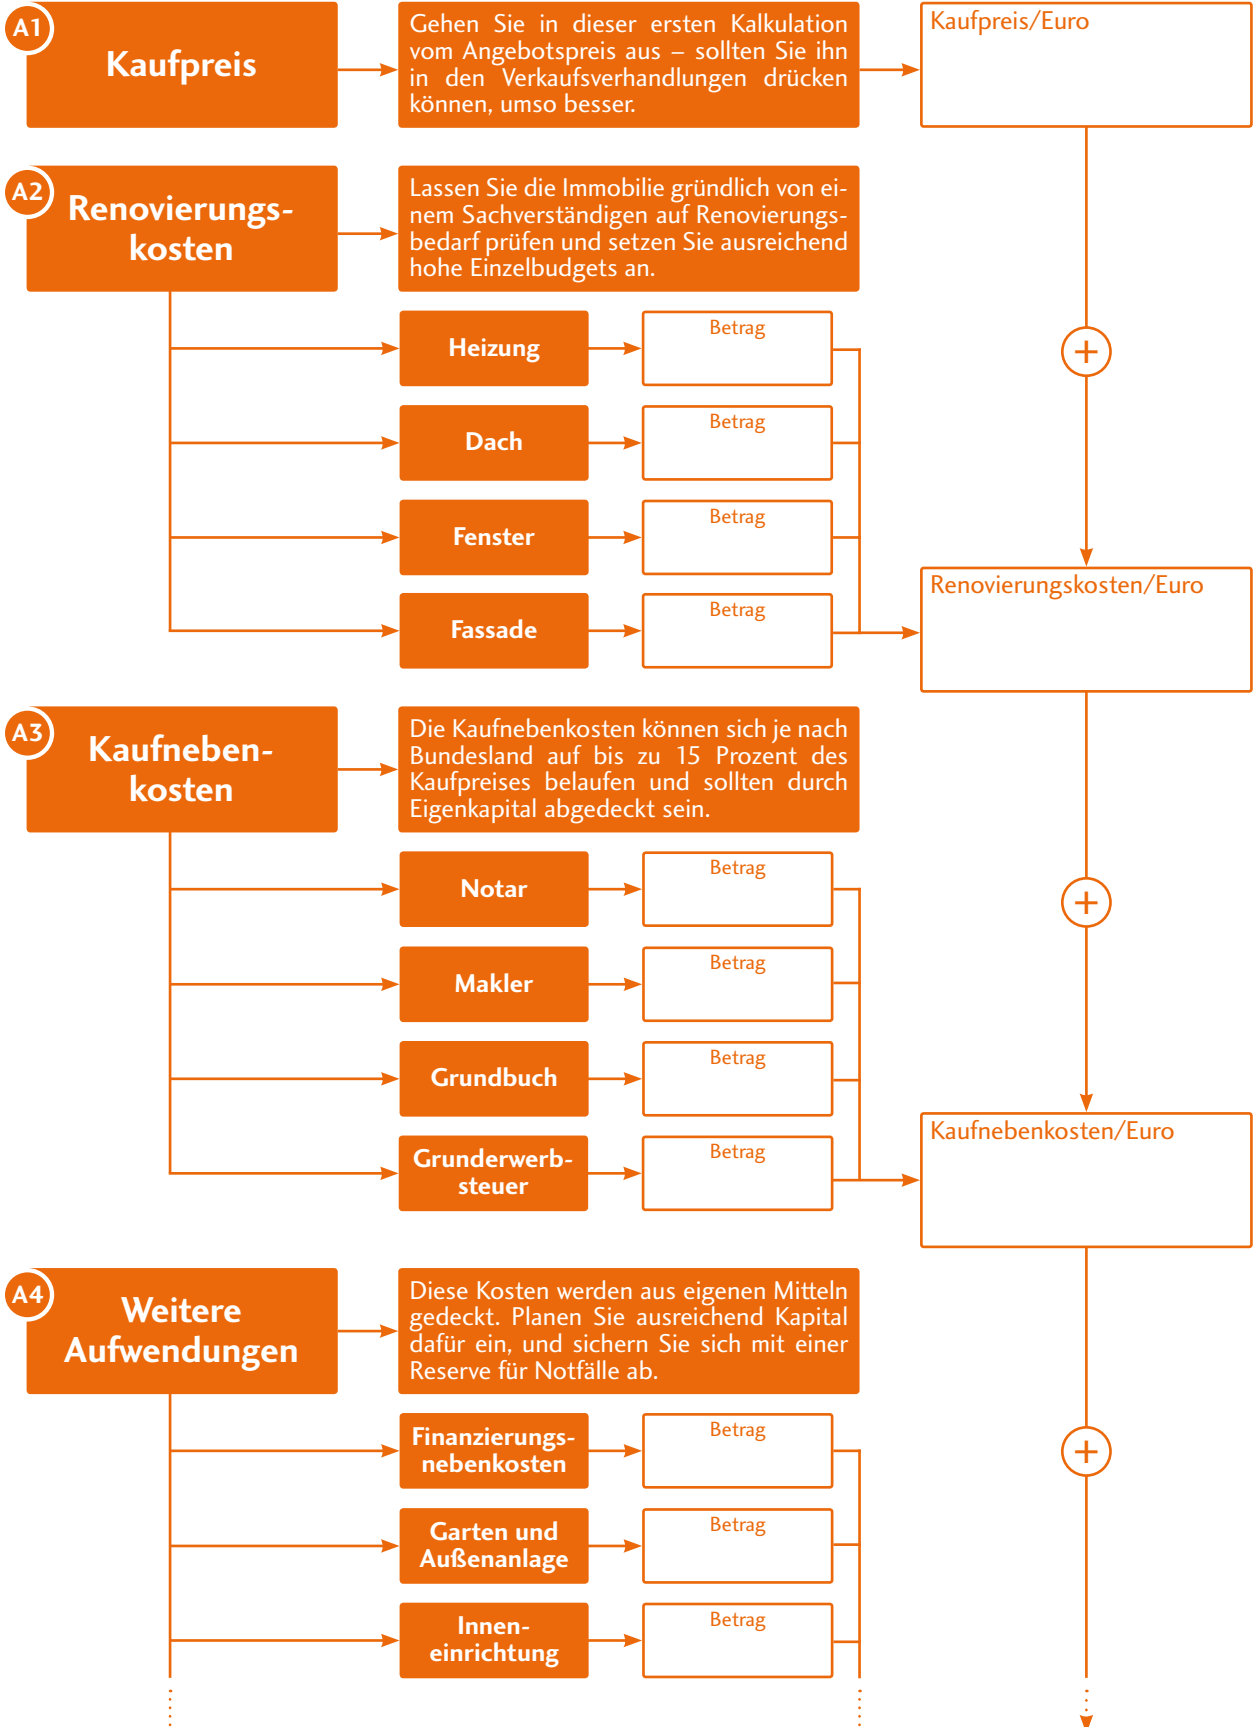 A1
Kaufpreis
Gehen Sie in dieser ersten Kalkulation
vom Angebotspreis aus – sollten Sie ihn
in den Verkaufsverhandlungen drücken
können, umso besser.
Kaufpreis/Euro
A2
Renovierungs-
kosten
Lassen Sie die Immobilie gründlich von ei-
nem Sachverständigen auf Renovierungs-
bedarf prüfen und setzen Sie ausreichend
hohe Einzelbudgets an.
Heizung
Betrag
+
Dach
Betrag
Fenster
Betrag
Fassade
Betrag
Renovierungskosten/Euro
A3
Kaufneben-
kosten
Die Kaufnebenkosten können sich je nach
Bundesland auf bis zu 15 Prozent des
Kaufpreises belaufen und sollten durch
Eigenkapital abgedeckt sein.
Notar
Betrag
+
Makler
Betrag
Grundbuch
Betrag
Grunderwerb-
steuer
Betrag
Kaufnebenkosten/Euro
A4
Weitere
Aufwendungen
Diese Kosten werden aus eigenen Mitteln
gedeckt. Planen Sie ausreichend Kapital
dafür ein, und sichern Sie sich mit einer
Reserve für Notfälle ab.
Finanzierungs-
nebenkosten
Betrag
+
Garten und
Außenanlage
Betrag
Innen-
einrichtung
Betrag